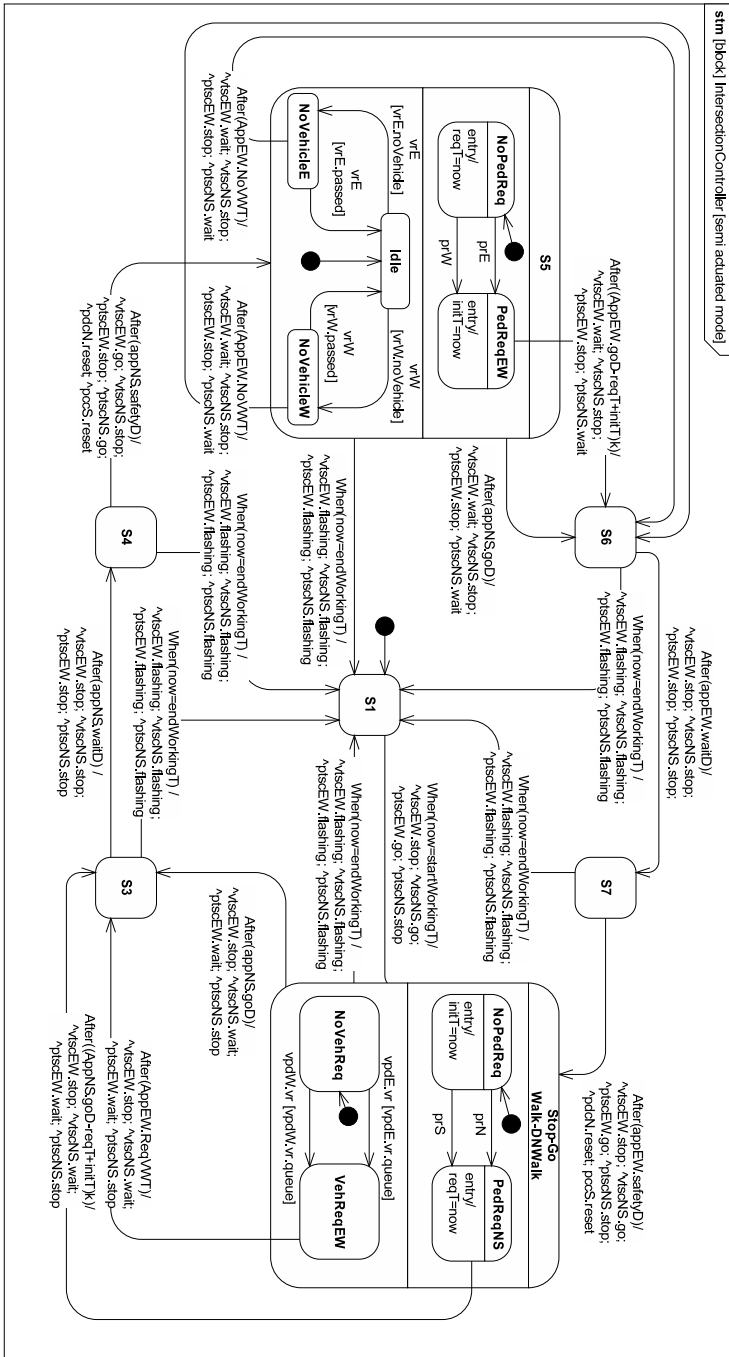 stm [block] IntersectionController [semi actuated mode]
After(appEW.waitD)/
^vtscEW.stop; ^vtscNS.stop;
^ptscEW.stop; ^ptscNS.stop;
After(appEW.safetyD)/
^vtscEW.stop; ^vtscNS.go;
^ptscEW.go; ^ptscNS.stop;
^pdcN.reset; pccS.reset
After((AppEW.goD-reqT+initT)k)/
^vtscEW.wait; ^vtscNS.stop;
^ptscEW.stop; ^ptscNS.wait
S6
S7
When(now=endWorkingT) /
^vtscEW.flashing; ^vtscNS.flashing;
^ptscEW.flashing; ^ptscNS.flashing
S5
NoPedReq
entry/
reqT=now
prE
prW
PedReqEW
entry/
initT=now
After(appNS.goD)/
^vtscEW.wait; ^vtscNS.stop;
^ptscEW.stop; ^ptscNS.wait
When(now=endWorkingT) /
^vtscEW.flashing; ^vtscNS.flashing;
^ptscEW.flashing; ^ptscNS.flashing
Stop-Go
Walk-DNWalk
NoPedReq
entry/
initT=now
prN
prS
PedReqNS
entry/
reqT=now
When(now=startWorkingT)/
^vtscEW.stop; ^vtscNS.go;
^ptscEW.go; ^ptscNS.stop
vrE
[vrE.noVehicle]
vrE
[vrE.passed]
NoVehicleE
Idle
vrW
[vrW.noVehicle]
vrW
[vrW.passed]
NoVehicleW
S1
When(now=endWorkingT) /
^vtscEW.flashing; ^vtscNS.flashing;
^ptscEW.flashing; ^ptscNS.flashing
When(now=endWorkingT) /
^vtscEW.flashing; ^vtscNS.flashing;
^ptscEW.flashing; ^ptscNS.flashing
NoVehReq
vpdE.vr [vpdE.vr.queue]
vpdW.vr [vpdW.vr.queue]
VehReqEW
After(AppEW.NoVWT)/
^vtscEW.wait; ^vtscNS.stop;
^ptscEW.stop; ^ptscNS.wait
After(AppEW.NoVWT)/
^vtscEW.wait; ^vtscNS.stop;
^ptscEW.stop; ^ptscNS.wait
When(now=endWorkingT) /
^vtscEW.flashing; ^vtscNS.flashing;
^ptscEW.flashing; ^ptscNS.flashing
After(appNS.goD)/
^vtscEW.stop; ^vtscNS.wait;
^ptscEW.wait; ^ptscNS.stop
After(appNS.safetyD)/
^vtscEW.go; ^vtscNS.stop;
^ptscEW.stop; ^ptscNS.go;
^pdcN.reset; ^pccS.reset
When(now=endWorkingT) /
^vtscEW.flashing; ^vtscNS.flashing;
^ptscEW.flashing; ^ptscNS.flashing
S4
After(appNS.waitD) /
^vtscEW.stop; ^vtscNS.stop;
^ptscEW.stop; ^ptscNS.stop
S3
After(AppEW.ReqVWT)/
^vtscEW.stop; ^vtscNS.wait;
^ptscEW.wait; ^ptscNS.stop
After((AppNS.goD-reqT+initT)k)/
^vtscEW.stop; ^vtscNS.wait;
^ptscEW.wait; ^ptscNS.stop